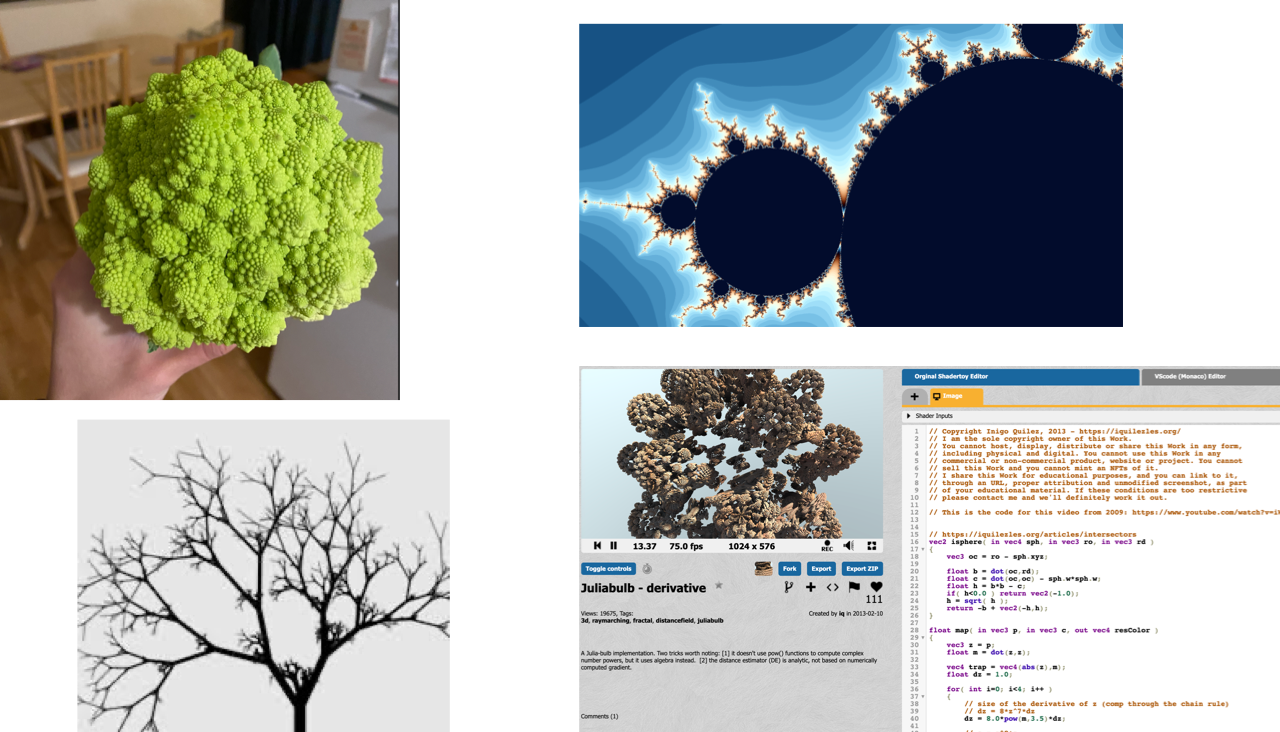 Orginal Shadertoy Editor
VScode (Monaco) Editor
+
Image
Shader Inputs
1 // Copyright Inigo Quilez, 2013 - https://iquilezles.org/
2 // I am the sole copyright owner of this Work.
3 // You cannot host, display, distribute or share this Work in any form,
4 // including physical and digital. You cannot use this Work in any
5 // commercial or non-commercial product, website or project. You cannot
6 // sell this Work and you cannot mint an NFTs of it.
7 // I share this Work for educational purposes, and you can link to it,
8 // through an URL, proper attribution and unmodified screenshot, as part
9 // of your educational material. If these conditions are too restrictive
10 // please contact me and we'll definitely work it out.
11
12 // This is the code for this video from 2009: https://www.youtube.com/watch?v=iK
13
14
15 // https://iquilezles.org/articles/intersectors
16 vec2 isphere( in vec4 sph, in vec3 ro, in vec3 rd )
17 {
18 vec3 oc = ro - sph.xyz;
19
20 float b = dot(oc,rd);
21 float c = dot(oc,oc) - sph.w*sph.w;
22 float h = b*b - c;
23 if( h<0.0 ) return vec2(-1.0);
24 h = sqrt( h );
25 return -b + vec2(-h,h);
26 }
27
28 float map( in vec3 p, in vec3 c, out vec4 resColor )
29 {
30 vec3 z = p;
31 float m = dot(z,z);
32
33 vec4 trap = vec4(abs(z),m);
34 float dz = 1.0;
35
36 for( int i=0; i<4; i++ )
37 {
38 // size of the derivative of z (comp through the chain rule)
39 // dz = 8*z^7*dz
40 dz = 8.0*pow(m,3.5)*dz;
41
13.37 75.0 fps 1024 x 576 REC
Toggle controls Fork Export Export ZIP
Juliabulb - derivative
111
Views: 19675, Tags: Created by iq in 2013-02-10
3d, raymarching, fractal, distancefield, juliabulb
A Julia-bulb implementation. Two tricks worth noting: [1] it doesn't use pow() functions to compute complex
number powers, but it uses algebra instead. [2] the distance estimator (DE) is analytic, not based on numerically
computed gradient.
Comments (1)